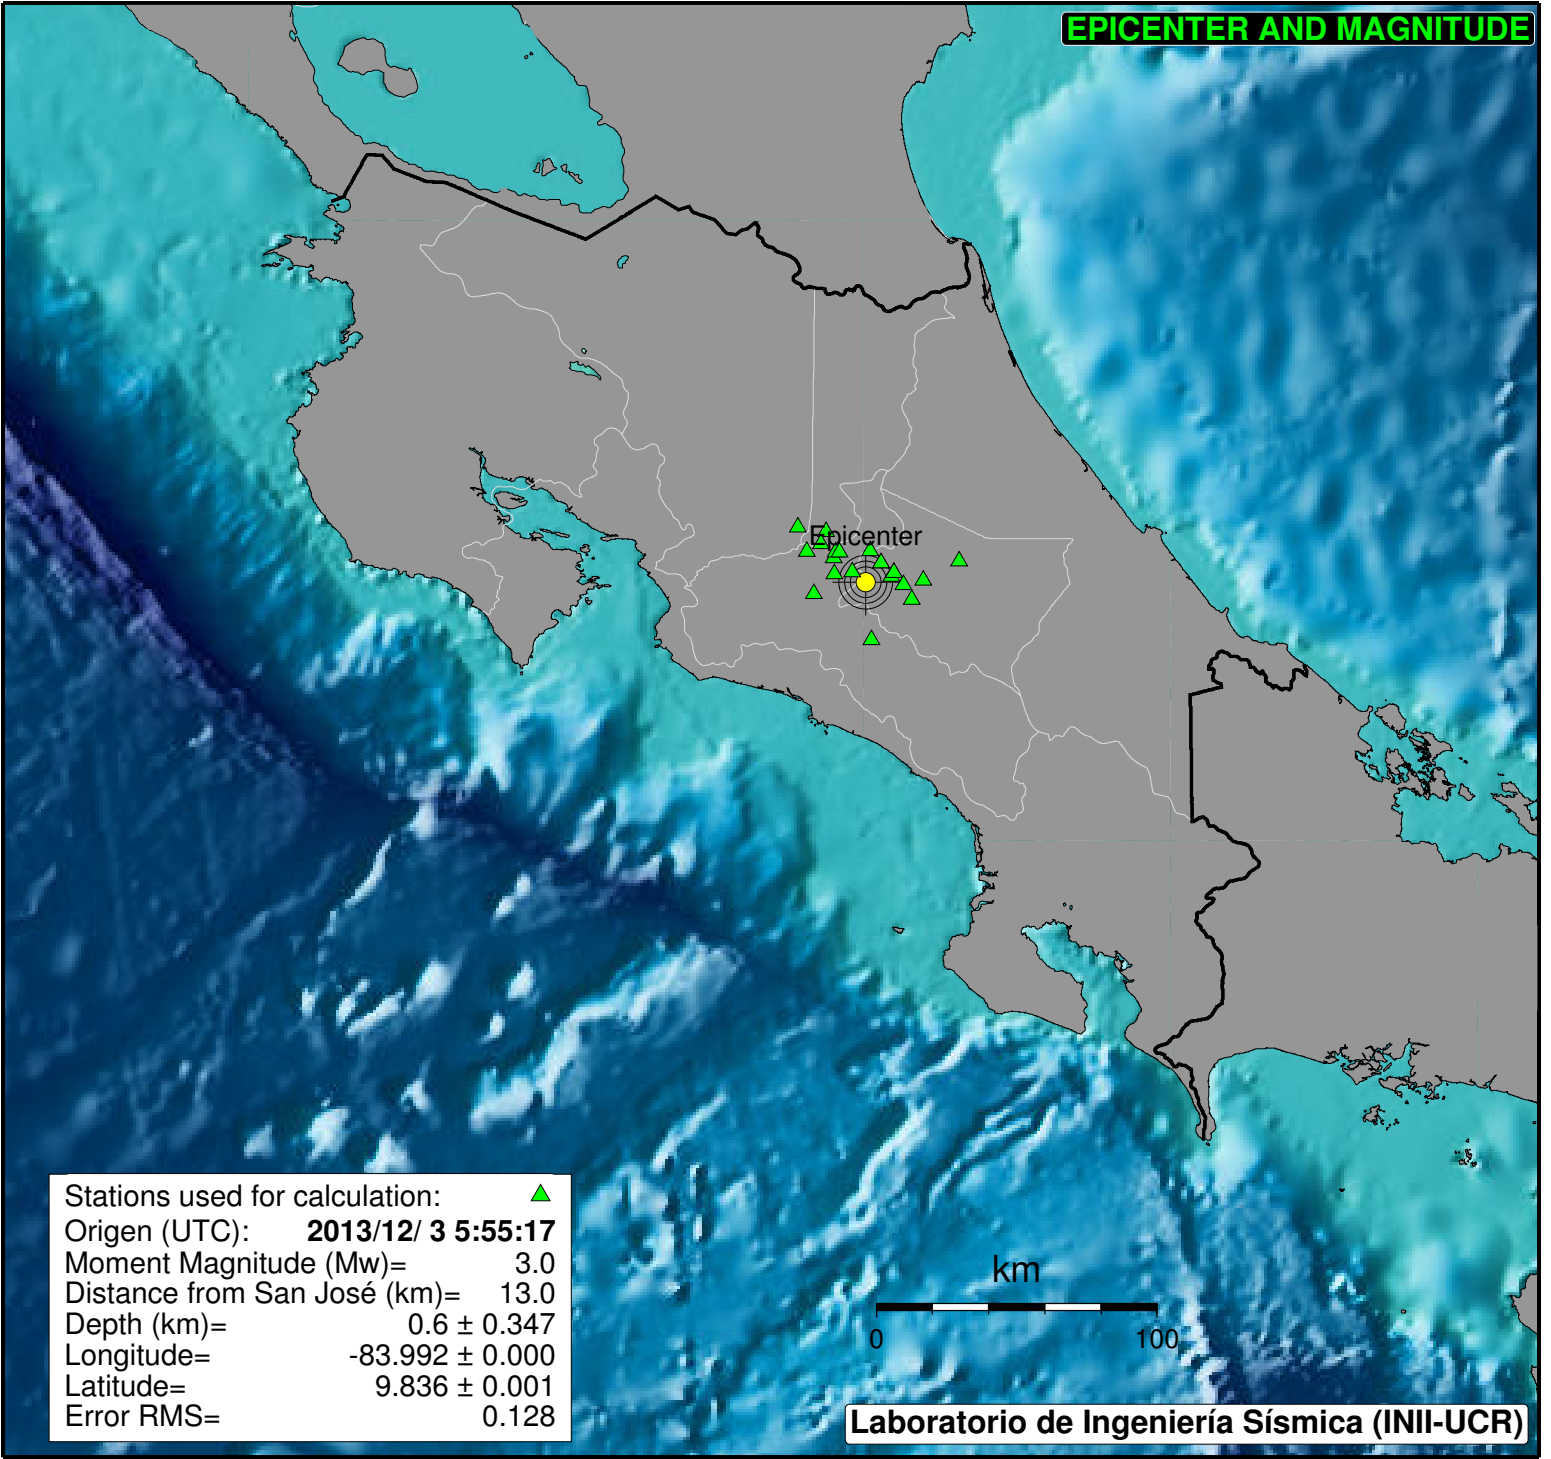 EPICENTER AND MAGNITUDE
Epicenter
Stations used for calculation:
Origen (UTC): 2013/12/ 3 5:55:17
Moment Magnitude (Mw)= 3.0
Distance from San José (km)= 13.0
Depth (km)= 0.6 ± 0.347
Longitude= -83.992 ± 0.000
Latitude= 9.836 ± 0.001
Error RMS= 0.128
km
0 100
Laboratorio de Ingeniería Sísmica (INII-UCR)